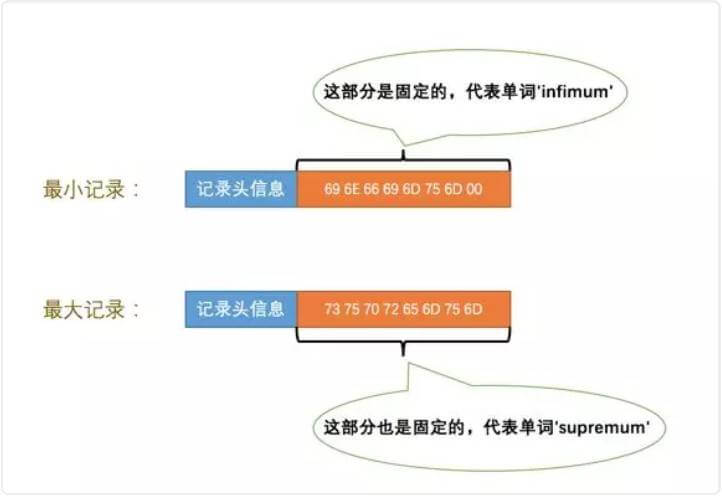 这部分是固定的，代表单词'infimum'
最小记录：
记录头信息
69 6E 66 69 6D 75 6D 00
最大记录：
记录头信息
73 75 70 72 65 6D 75 6D
这部分也是固定的，代表单词'supremum'